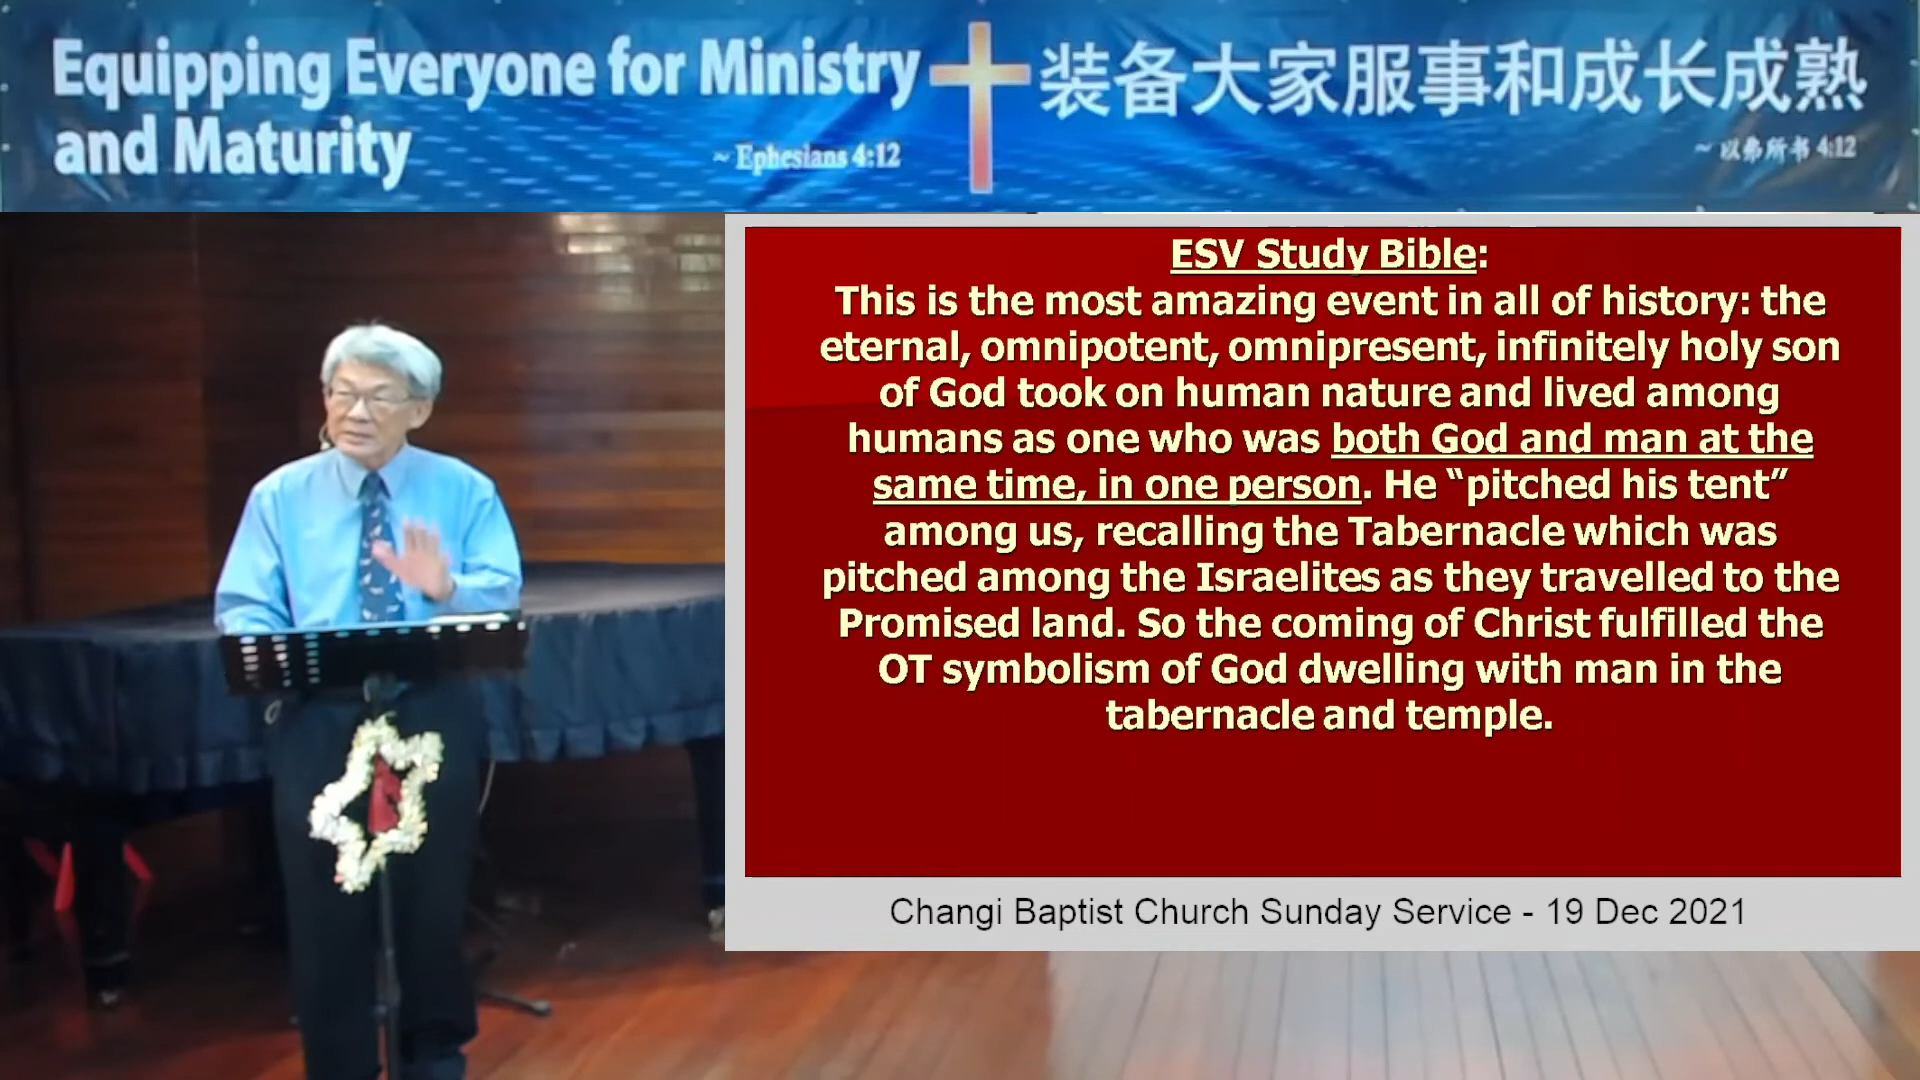 Equipping Everyone for Ministry
and Maturity
~ Ephesians 4:12
装备大家服事和成长成熟
~ 以弗所书 4:12
ESV Study Bible:
This is the most amazing event in all of history: the
eternal, omnipotent, omnipresent, infinitely holy son
of God took on human nature and lived among
humans as one who was both God and man at the
same time, in one person. He “pitched his tent”
among us, recalling the Tabernacle which was
pitched among the Israelites as they travelled to the
Promised land. So the coming of Christ fulfilled the
OT symbolism of God dwelling with man in the
tabernacle and temple.
Changi Baptist Church Sunday Service - 19 Dec 2021